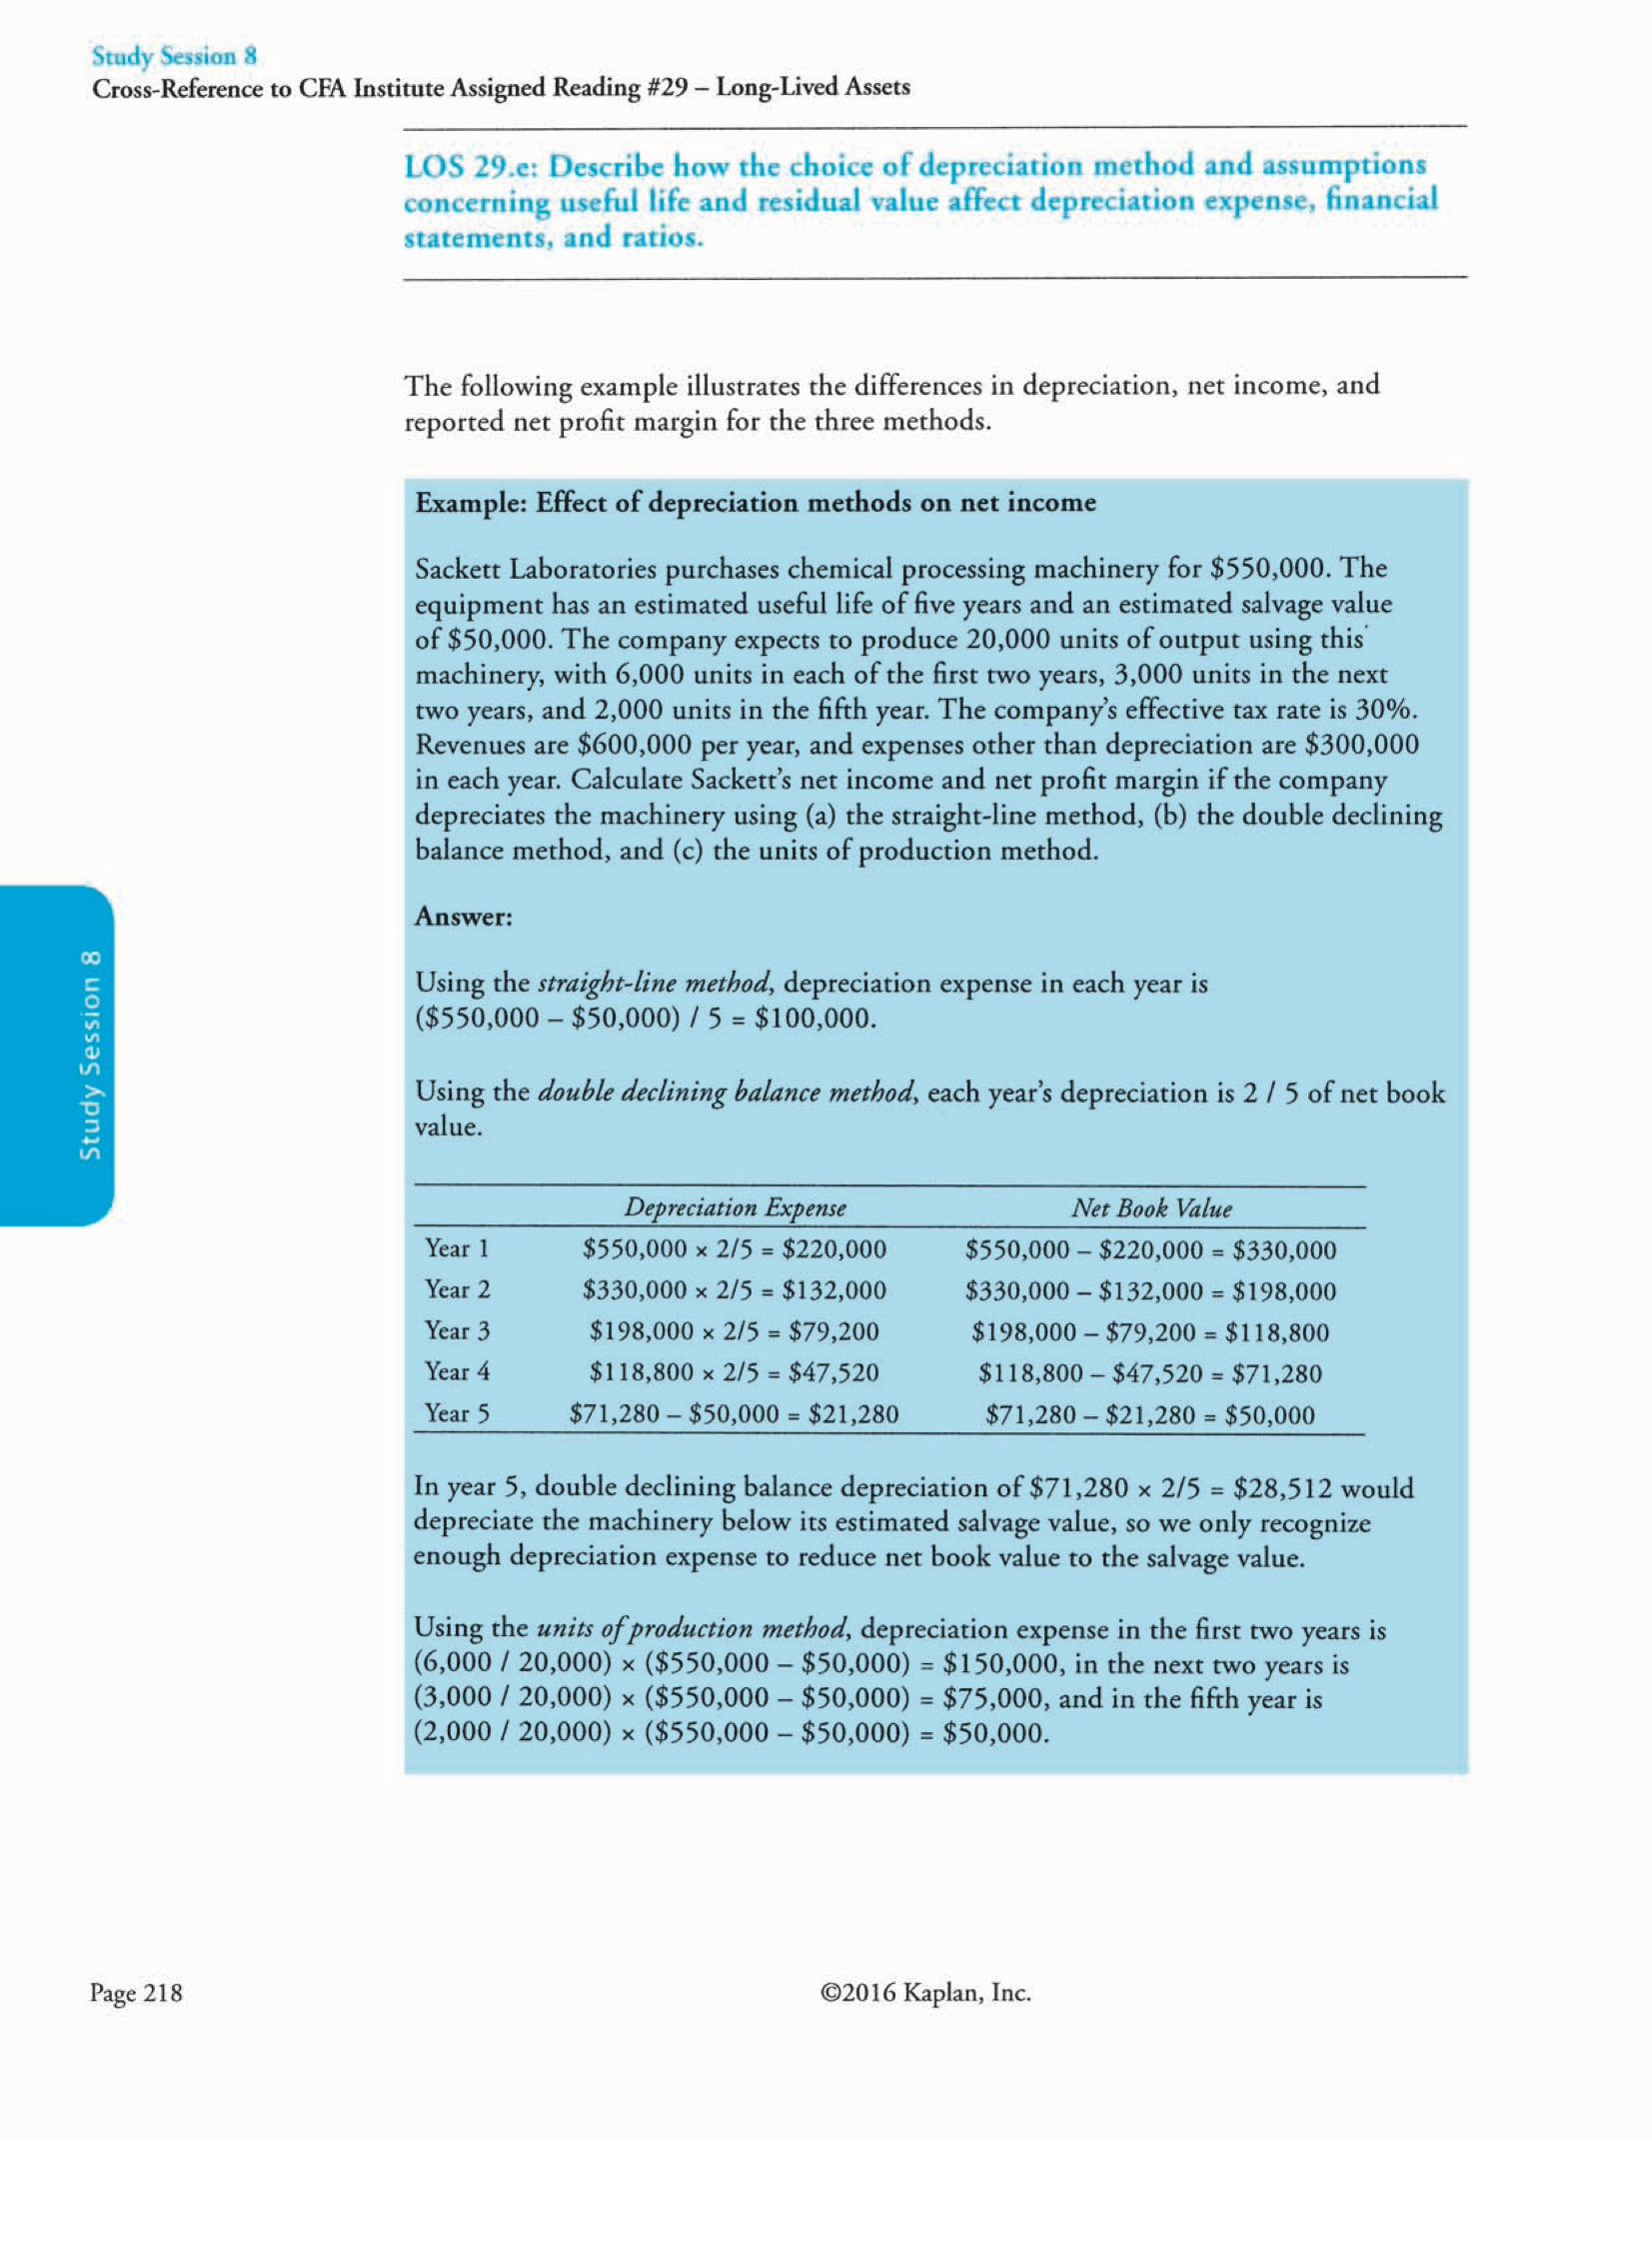 Study Session 8
Cross-Reference to CFA Institute Assigned Reading #29 – Long-Lived Assets
LOS 29.e: Describe how the choice of depreciation method and assumptions
concerning useful life and residual value affect depreciation expense, financial
statements, and ratios.
The following example illustrates the differences in depreciation, net income, and
reported net profit margin for the three methods.
Example: Effect of depreciation methods on net income
Sackett Laboratories purchases chemical processing machinery for $550,000. The
equipment has an estimated useful life of five years and an estimated salvage value
of $50,000. The company expects to produce 20,000 units of output using this
machinery, with 6,000 units in each of the first two years, 3,000 units in the next
two years, and 2,000 units in the fifth year. The company's effective tax rate is 30%.
Revenues are $600,000 per year, and expenses other than depreciation are $300,000
in each year. Calculate Sackett's net income and net profit margin if the company
depreciates the machinery using (a) the straight-line method, (b) the double declining
balance method, and (c) the units of production method.
Answer:
Using the straight-line method, depreciation expense in each year is
($550,000 – $50,000) / 5 = $100,000.
Using the double declining balance method, each year's depreciation is 2 / 5 of net book
value.
Depreciation Expense Net Book Value
Year 1 $550,000 × 2/5 = $220,000 $550,000 – $220,000 = $330,000
Year 2 $330,000 × 2/5 = $132,000 $330,000 – $132,000 = $198,000
Year 3 $198,000 × 2/5 = $79,200 $198,000 – $79,200 = $118,800
Year 4 $118,800 × 2/5 = $47,520 $118,800 – $47,520 = $71,280
Year 5 $71,280 – $50,000 = $21,280 $71,280 – $21,280 = $50,000
In year 5, double declining balance depreciation of $71,280 × 2/5 = $28,512 would
depreciate the machinery below its estimated salvage value, so we only recognize
enough depreciation expense to reduce net book value to the salvage value.
Using the units of production method, depreciation expense in the first two years is
(6,000 / 20,000) × ($550,000 – $50,000) = $150,000, in the next two years is
(3,000 / 20,000) × ($550,000 – $50,000) = $75,000, and in the fifth year is
(2,000 / 20,000) × ($550,000 – $50,000) = $50,000.
Study Session 8
Page 218
©2016 Kaplan, Inc.